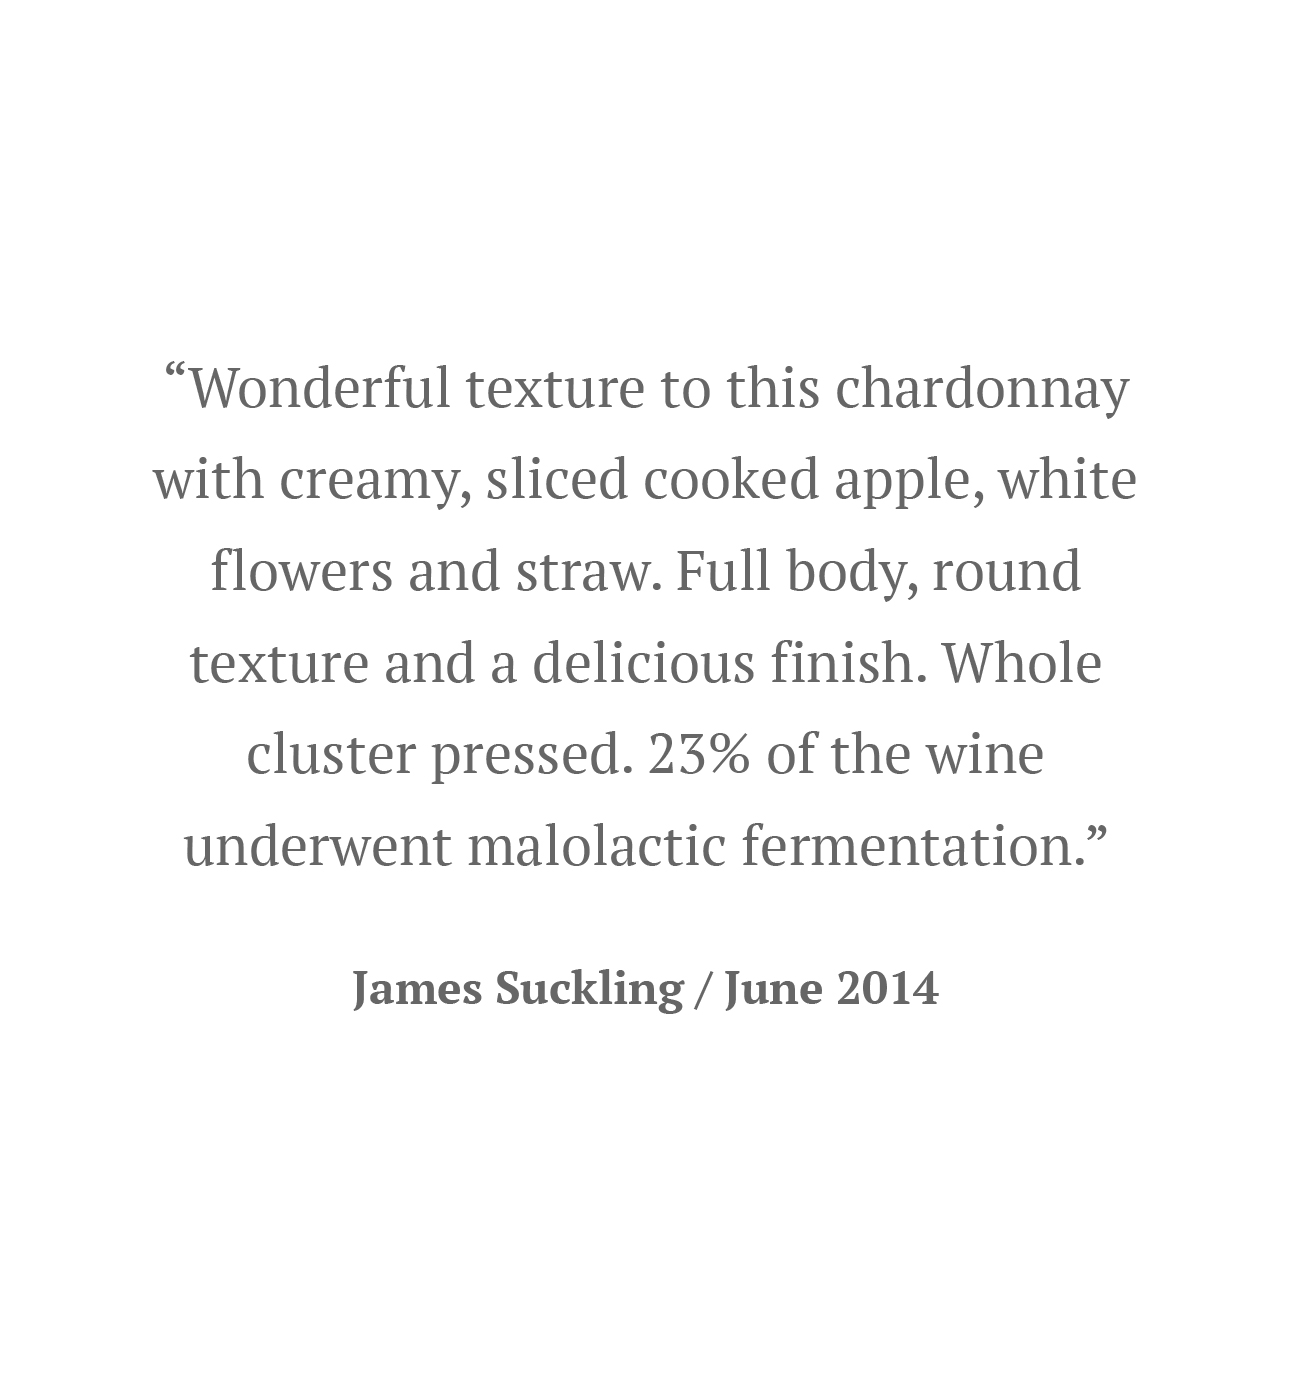 “Wonderful texture to this chardonnay
with creamy, sliced cooked apple, white
flowers and straw. Full body, round
texture and a delicious finish. Whole
cluster pressed. 23% of the wine
underwent malolactic fermentation.”
James Suckling / June 2014